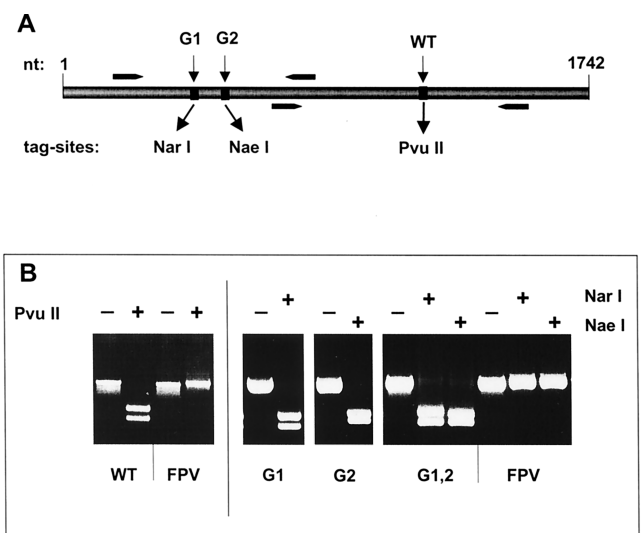 A
G1 G2 WT
nt: 1 1742
tag-sites: Nar I Nae I Pvu II
B
+ + + Nar I
Pvu II − + − + − − − −
+ + + Nae I
WT FPV G1 G2 G1,2 FPV